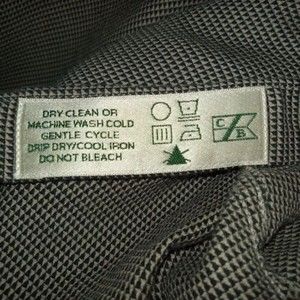 DRY CLEAN OR
MACHINE WASH COLD
GENTLE CYCLE
DRIP DRY/COOL IRON
DO NOT BLEACH
C
B